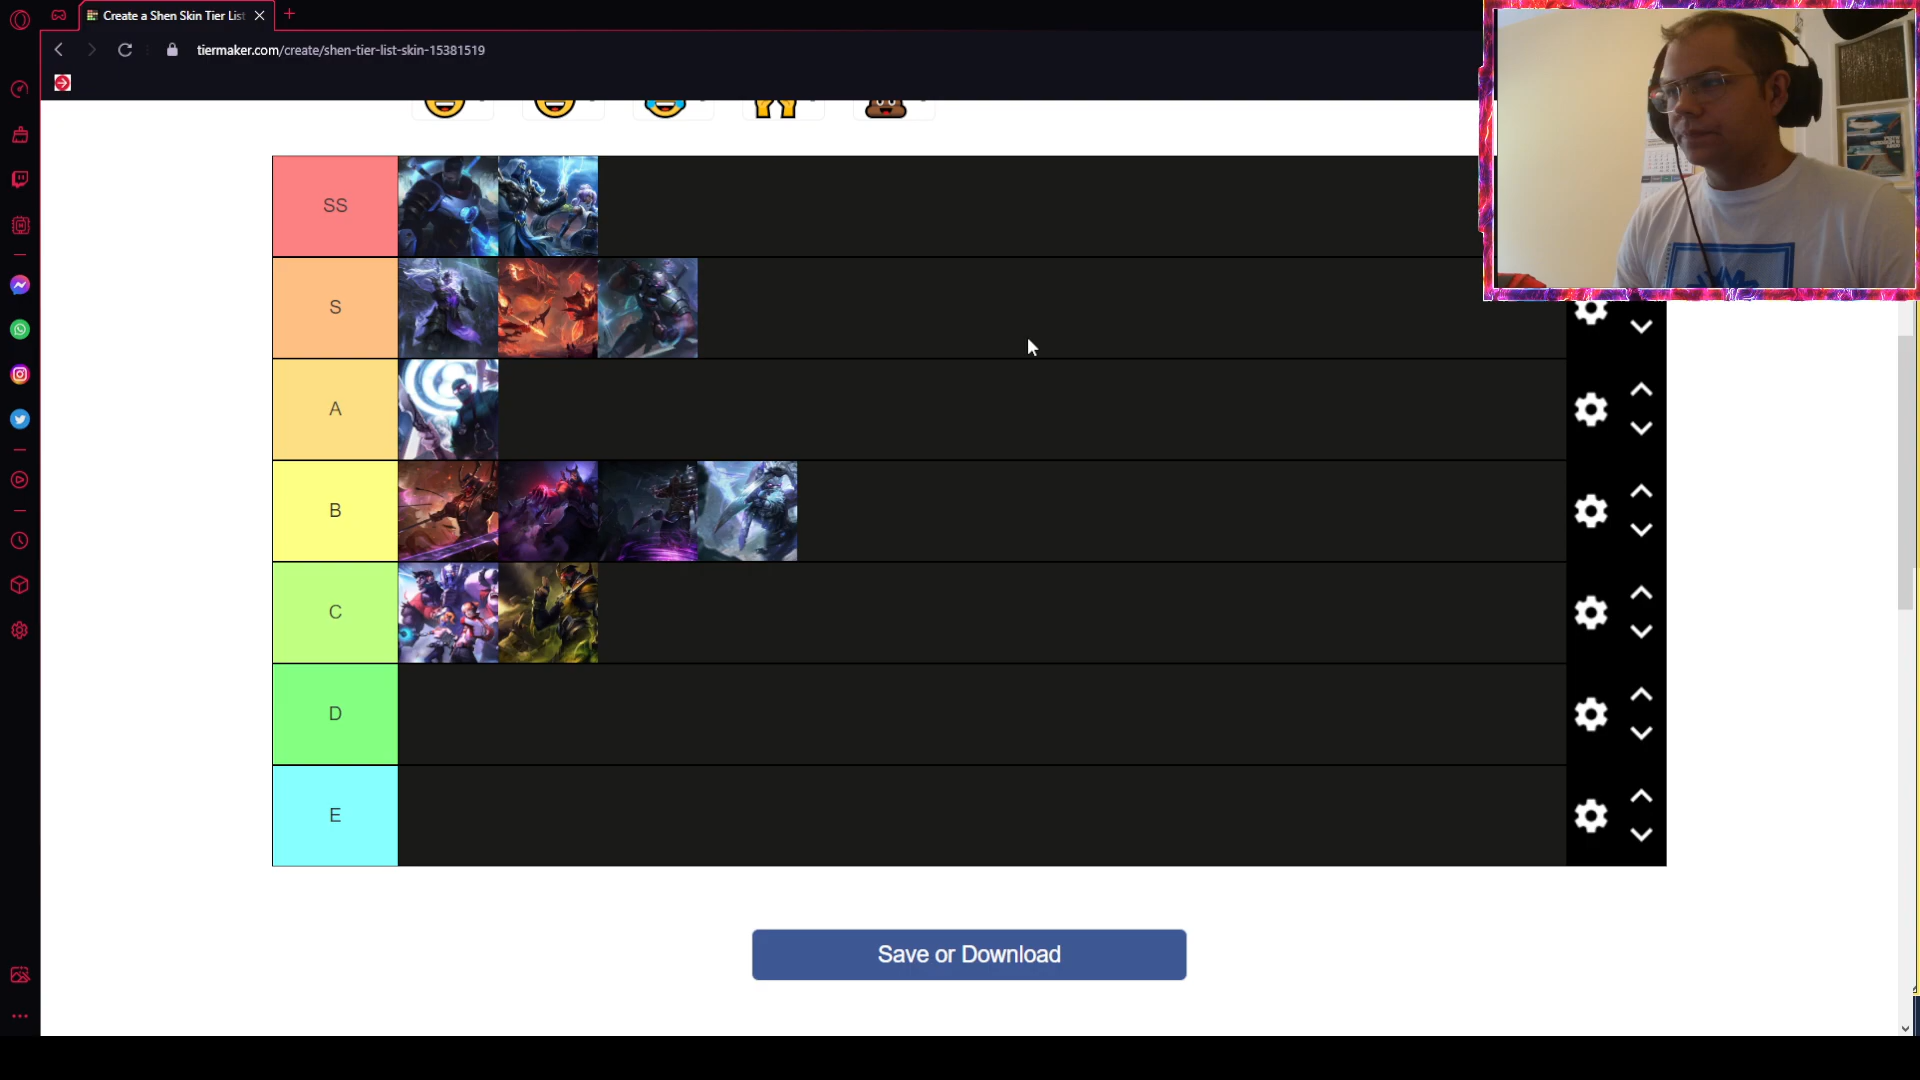 Create a Shen Skin Tier List
tiermaker.com/create/shen-tier-list-skin-15381519
SS
S
A
B
C
D
E
Save or Download